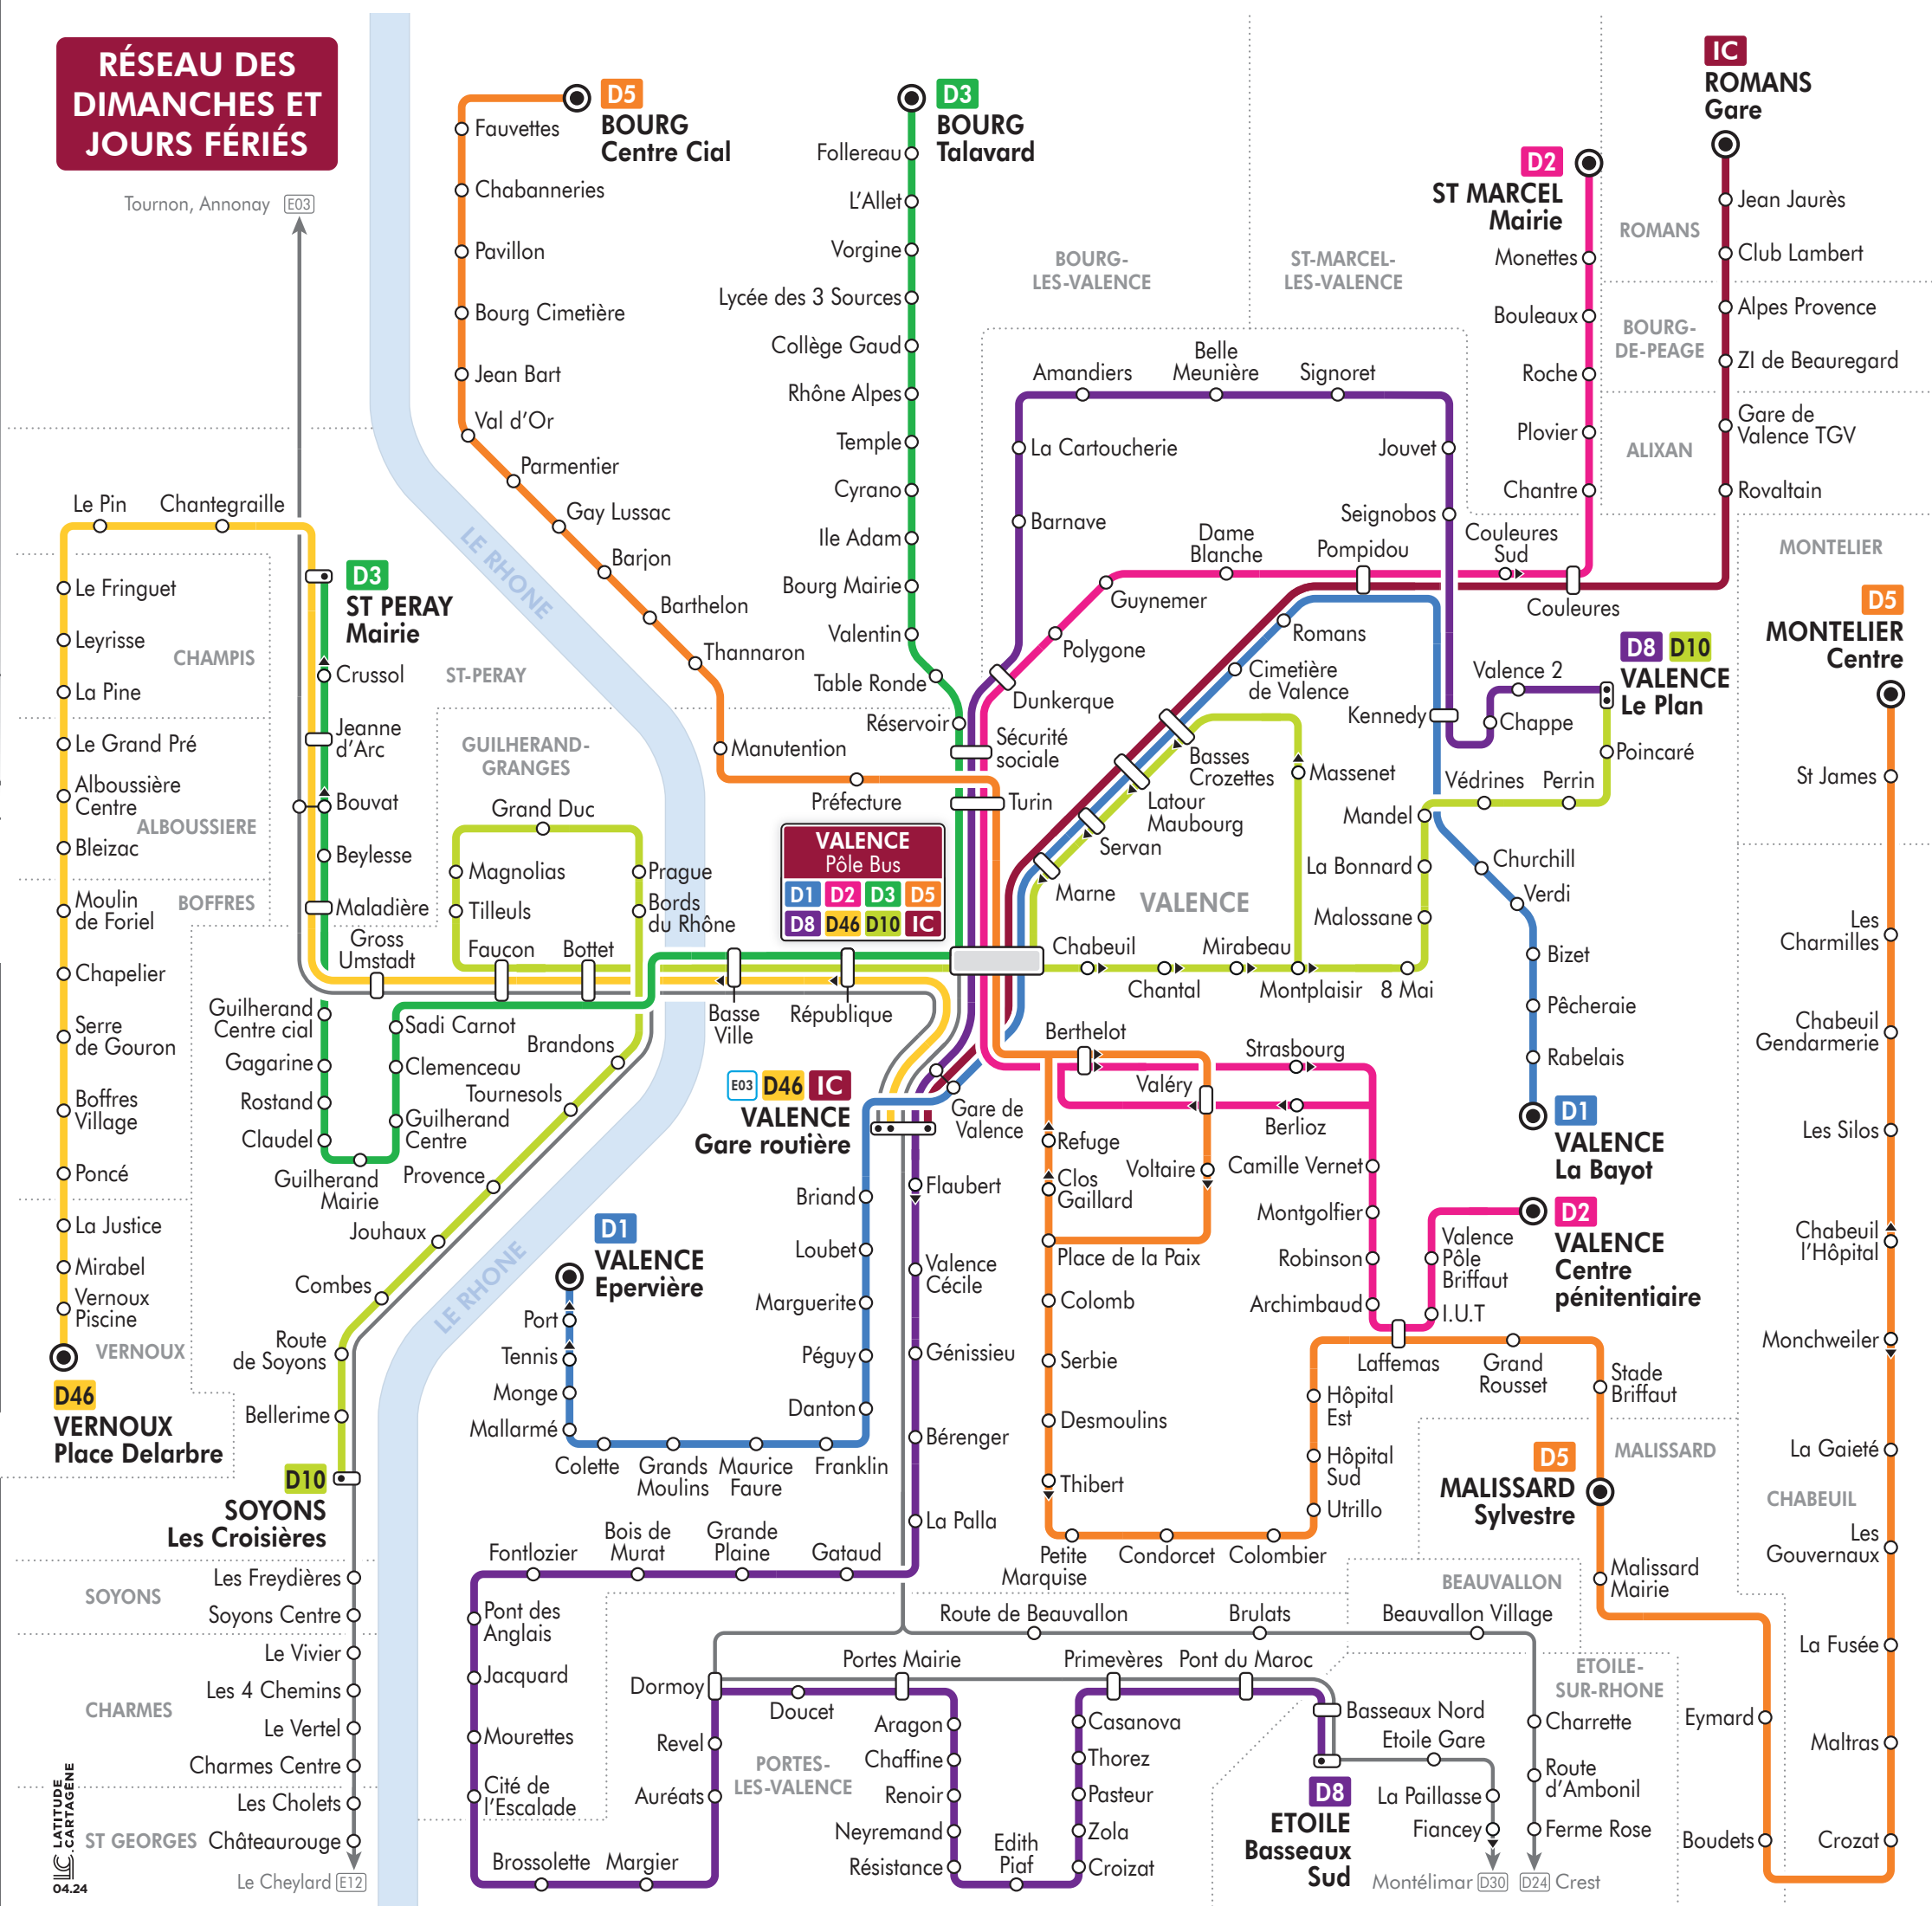 RÉSEAU DES
DIMANCHES ET
JOURS FÉRIÉS
Tournon, Annonay E03
D5
BOURG
Centre Cial
Fauvettes
Chabanneries
Pavillon
Bourg Cimetière
Jean Bart
Val d'Or
Parmentier
Gay Lussac
Barjon
Barthelon
Thannaron
Manutention
Préfecture
LE RHONE
D3
BOURG
Talavard
Follereau
L'Allet
Vorgine
Lycée des 3 Sources
Collège Gaud
Rhône Alpes
Temple
Cyrano
Ile Adam
Bourg Mairie
Valentin
Table Ronde
Réservoir
Sécurité
sociale
Turin
BOURG-
LES-VALENCE
ST-MARCEL-
LES-VALENCE
Amandiers
Belle
Meunière
Signoret
La Cartoucherie
Barnave
Jouvet
Seignobos
Dunkerque
Polygone
Guynemer
Dame
Blanche
Pompidou
Couleures
Sud
Couleures
D2
ST MARCEL
Mairie
Monettes
Bouleaux
Roche
Plovier
Chantre
IC
ROMANS
Gare
Jean Jaurès
Club Lambert
Alpes Provence
ZI de Beauregard
Gare de
Valence TGV
Rovaltain
ROMANS
BOURG-
DE-PEAGE
ALIXAN
MONTELIER
D5
MONTELIER
Centre
St James
Les
Charmilles
Chabeuil
Gendarmerie
Les Silos
Chabeuil
l'Hôpital
Monchweiler
La Gaieté
CHABEUIL
Les
Gouvernaux
La Fusée
Maltras
Crozat
Romans
Cimetière
de Valence
Basses
Crozettes
Latour
Maubourg
Servan
Marne
Massenet
Kennedy
Valence 2
Chappe
D8 D10
VALENCE
Le Plan
Poincaré
Védrines
Perrin
Mandel
La Bonnard
Malossane
Churchill
Verdi
Bizet
Pêcheraie
Rabelais
D1
VALENCE
La Bayot
VALENCE
Chabeuil
Chantal
Mirabeau
Montplaisir
8 Mai
VALENCE
Pôle Bus
D1 D2 D3 D5
D8 D46 D10 IC
Le Pin
Chantegraille
Le Fringuet
Leyrisse
La Pine
Le Grand Pré
Alboussière
Centre
Bleizac
Moulin
de Foriel
Chapelier
Serre
de Gouron
Boffres
Village
Poncé
La Justice
Mirabel
Vernoux
Piscine
VERNOUX
D46
VERNOUX
Place Delarbre
CHAMPIS
ALBOUSSIERE
BOFFRES
D3
ST PERAY
Mairie
Crussol
Jeanne
d'Arc
Bouvat
Beylesse
Maladière
Gross
Umstadt
ST-PERAY
GUILHERAND-
GRANGES
Grand Duc
Magnolias
Tilleuls
Faucon
Bottet
Prague
Bords
du Rhône
Basse
Ville
République
Guilherand
Centre cial
Gagarine
Rostand
Claudel
Guilherand
Mairie
Sadi Carnot
Clemenceau
Guilherand
Centre
Brandons
Tournesols
Provence
Jouhaux
Combes
Route
de Soyons
Bellerime
D10
SOYONS
Les Croisières
LE RHONE
Les Freydières
Soyons Centre
SOYONS
Le Vivier
Les 4 Chemins
Le Vertel
Charmes Centre
CHARMES
Les Cholets
Châteaurouge
ST GEORGES
Le Cheylard E12
E03 D46 IC
VALENCE
Gare routière
Gare de
Valence
Briand
Loubet
Marguerite
Péguy
Danton
Franklin
Maurice
Faure
Grands
Moulins
Colette
Mallarmé
Monge
Tennis
Port
D1
VALENCE
Epervière
Flaubert
Valence
Cécile
Génissieu
Bérenger
La Palla
Gataud
Grande
Plaine
Bois de
Murat
Fontlozier
Pont des
Anglais
Jacquard
Mourettes
Cité de
l'Escalade
Brossolette
Margier
Auréats
Revel
Dormoy
Doucet
Portes Mairie
Aragon
Chaffine
Renoir
Neyremand
Résistance
Edith
Piaf
Croizat
Zola
Pasteur
Thorez
Casanova
Primevères
Pont du Maroc
Basseaux Nord
PORTES-
LES-VALENCE
D8
ETOILE
Basseaux
Sud
Etoile Gare
La Paillasse
Fiancey
Montélimar D30
Route de Beauvallon
Brulats
Beauvallon Village
BEAUVALLON
ETOILE-
SUR-RHONE
Charrette
Route
d'Ambonil
Ferme Rose
D24 Crest
Berthelot
Strasbourg
Valéry
Berlioz
Voltaire
Refuge
Clos
Gaillard
Place de la Paix
Colomb
Serbie
Desmoulins
Thibert
Petite
Marquise
Condorcet
Colombier
Utrillo
Hôpital
Sud
Hôpital
Est
Camille Vernet
Montgolfier
Robinson
Archimbaud
Laffemas
I.U.T
Valence
Pôle
Briffaut
D2
VALENCE
Centre
pénitentiaire
Grand
Rousset
Stade
Briffaut
MALISSARD
D5
MALISSARD
Sylvestre
Malissard
Mairie
Eymard
Boudets
LATITUDE
CARTAGÈNE
04.24